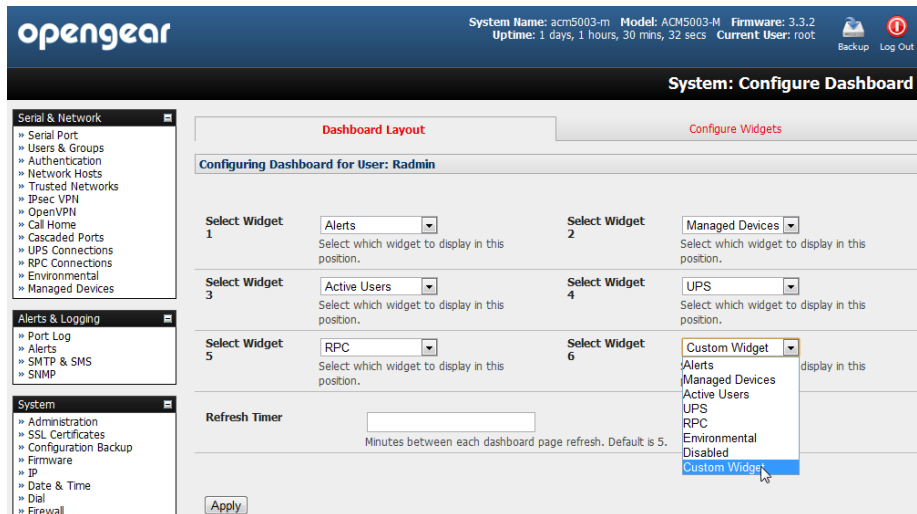 opengear
System Name: acm5003-m Model: ACM5003-M Firmware: 3.3.2
Uptime: 1 days, 1 hours, 30 mins, 32 secs Current User: root
Backup
Log Out
System: Configure Dashboard
Serial & Network
» Serial Port
» Users & Groups
» Authentication
» Network Hosts
» Trusted Networks
» IPsec VPN
» OpenVPN
» Call Home
» Cascaded Ports
» UPS Connections
» RPC Connections
» Environmental
» Managed Devices
Alerts & Logging
» Port Log
» Alerts
» SMTP & SMS
» SNMP
System
» Administration
» SSL Certificates
» Configuration Backup
» Firmware
» IP
» Date & Time
» Dial
» Firewall
Dashboard Layout
Configure Widgets
Configuring Dashboard for User: Radmin
Select Widget
1
Alerts
Select which widget to display in this
position.
Select Widget
2
Managed Devices
Select which widget to display in this
position.
Select Widget
3
Active Users
Select which widget to display in this
position.
Select Widget
4
UPS
Select which widget to display in this
position.
Select Widget
5
RPC
Select which widget to display in this
position.
Select Widget
6
Custom Widget
display in this
Alerts
Managed Devices
Active Users
UPS
RPC
Environmental
Disabled
Custom Widget
Refresh Timer
Minutes between each dashboard page refresh. Default is 5.
Apply